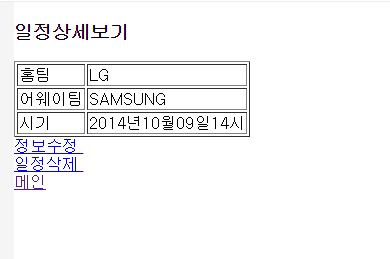 일정상세보기
홈팀 LG
어웨이팀 SAMSUNG
시기 2014년10월09일14시
정보수정
일정삭제
메인